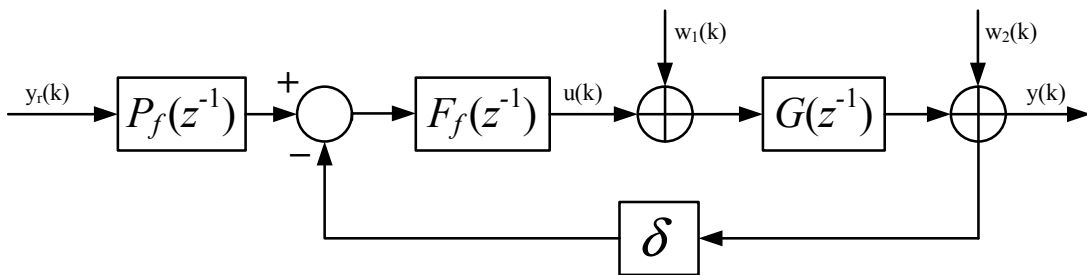 w₁(k) w₂(k)
yᵣ(k) P_f(z⁻¹) + − F_f(z⁻¹) u(k) G(z⁻¹) y(k)
δ